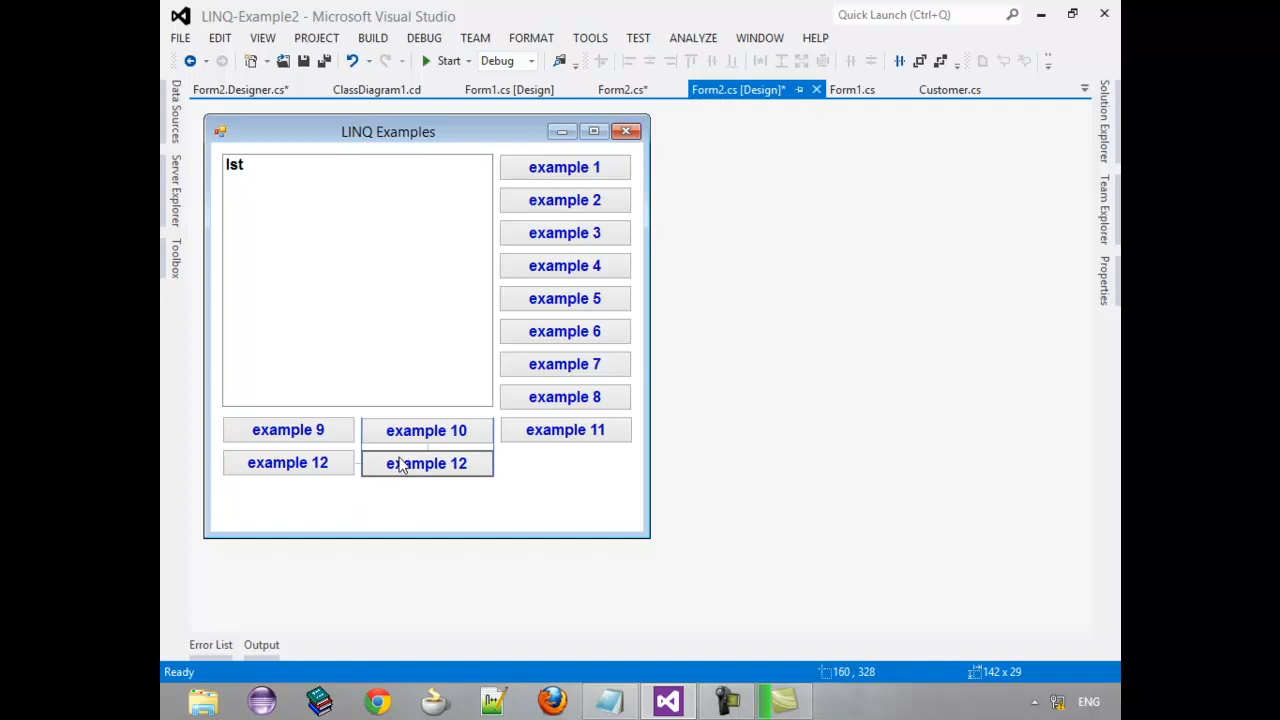 LINQ-Example2 - Microsoft Visual Studio
Quick Launch (Ctrl+Q)
FILE EDIT VIEW PROJECT BUILD DEBUG TEAM FORMAT TOOLS TEST ANALYZE WINDOW HELP
Start Debug
Form2.Designer.cs* ClassDiagram1.cd Form1.cs [Design] Form2.cs* Form2.cs [Design]* Form1.cs Customer.cs
Data Sources
Server Explorer
Toolbox
LINQ Examples
lst
example 1
example 2
example 3
example 4
example 5
example 6
example 7
example 8
example 9 example 10 example 11
example 12 example 12
Solution Explorer
Team Explorer
Properties
Error List Output
Ready 160 , 328 142 x 29
n++
ENG